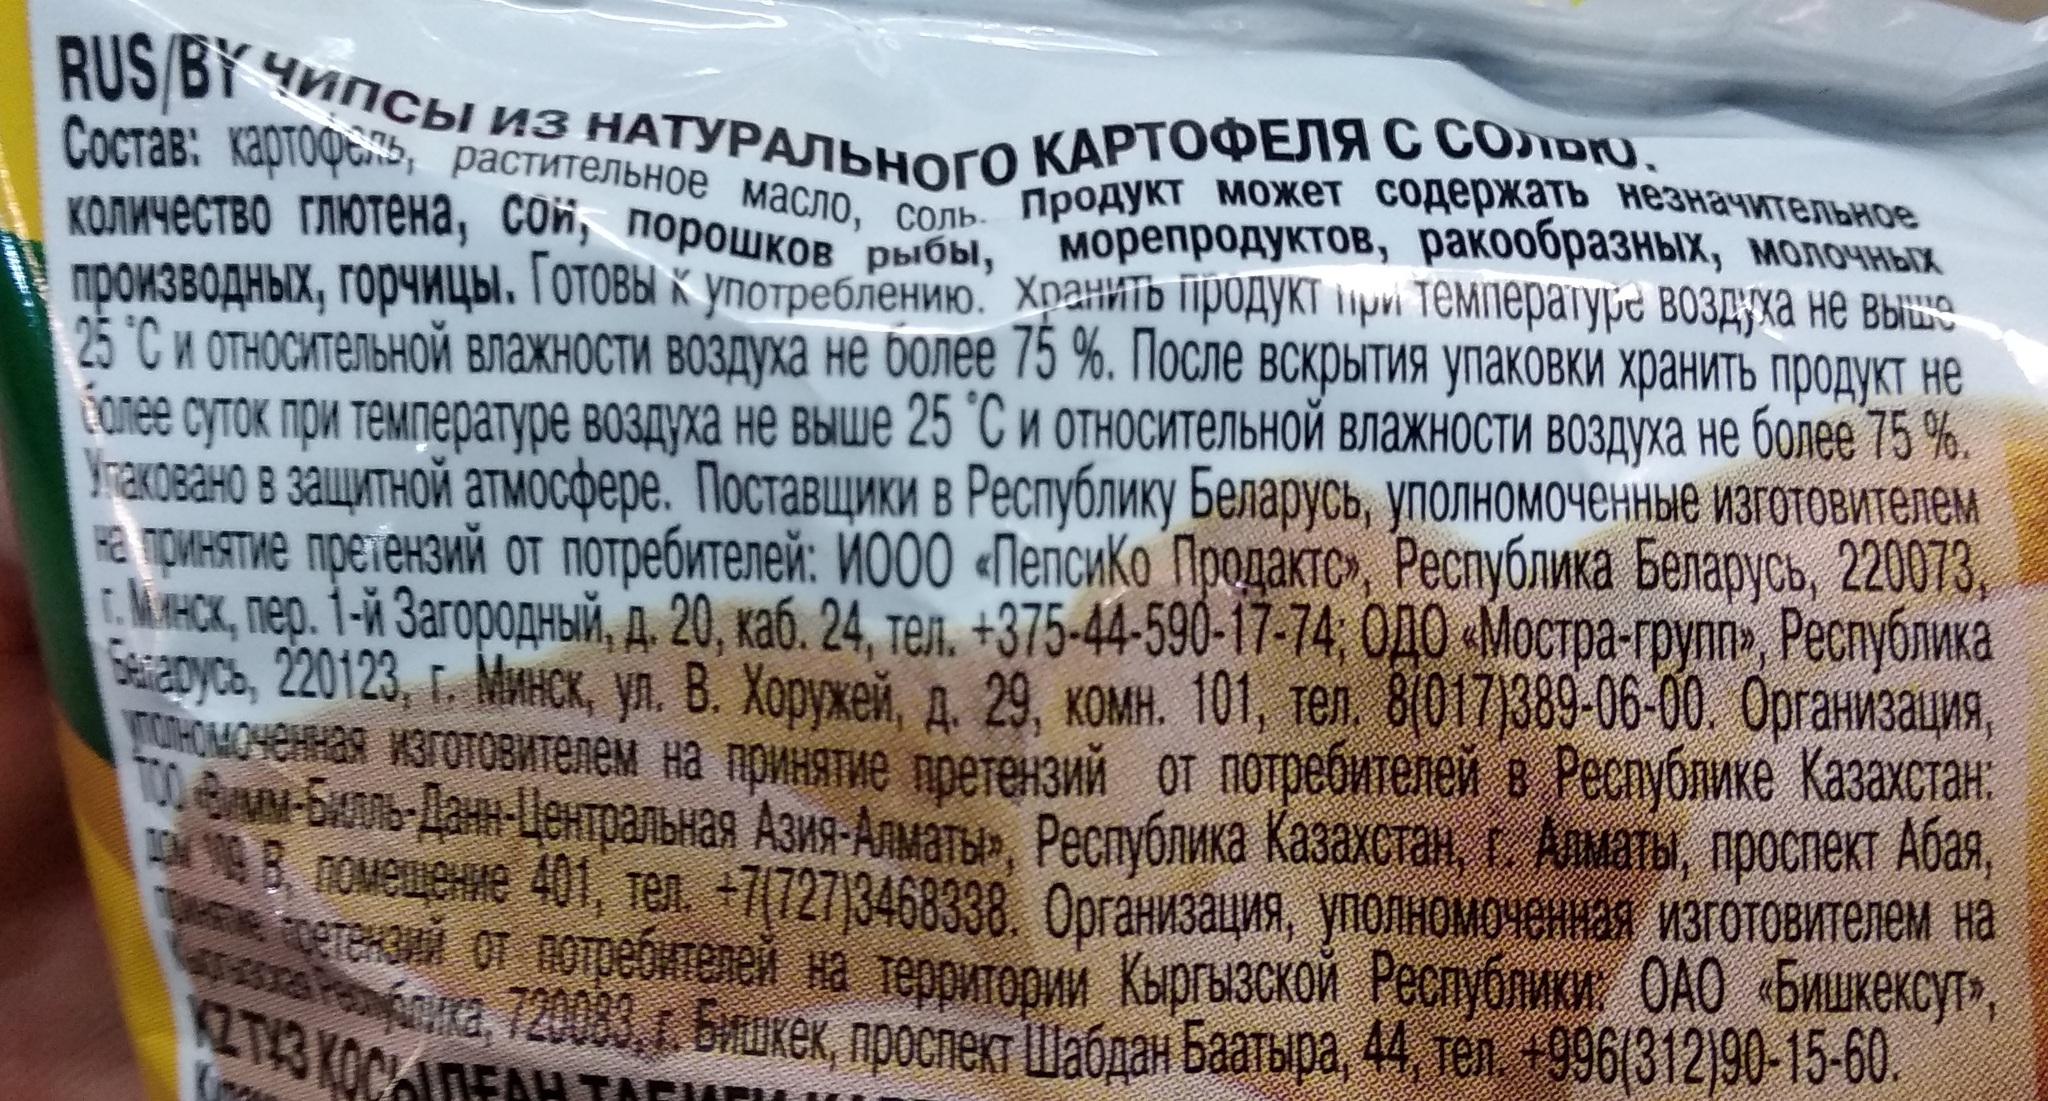 RUS/BY ЧИПСЫ ИЗ НАТУРАЛЬНОГО КАРТОФЕЛЯ С СОЛЬЮ.
Состав: картофель, растительное масло, соль. Продукт может содержать незначительное
количество глютена, сои, порошков рыбы, морепродуктов, ракообразных, молочных
производных, горчицы. Готовы к употреблению. Хранить продукт при температуре воздуха не выше
25 °С и относительной влажности воздуха не более 75 %. После вскрытия упаковки хранить продукт не
более суток при температуре воздуха не выше 25 °С и относительной влажности воздуха не более 75 %.
Упаковано в защитной атмосфере. Поставщики в Республику Беларусь, уполномоченные изготовителем
на принятие претензий от потребителей: ИООО «ПепсиКо Продактс», Республика Беларусь, 220073,
г. Минск, пер. 1-й Загородный, д. 20, каб. 24, тел. +375-44-590-17-74; ОДО «Мостра-групп», Республика
Беларусь, 220123, г. Минск, ул. В. Хоружей, д. 29, комн. 101, тел. 8(017)389-06-00. Организация,
уполномоченная изготовителем на принятие претензий от потребителей в Республике Казахстан:
ТОО «Вимм-Билль-Данн-Центральная Азия-Алматы», Республика Казахстан, г. Алматы, проспект Абая,
дом 109 В, помещение 401, тел. +7(727)3468338. Организация, уполномоченная изготовителем на
принятие претензий от потребителей на территории Кыргызской Республики: ОАО «Бишкексут»,
Кыргызская Республика, 720083, г. Бишкек, проспект Шабдан Баатыра, 44, тел. +996(312)90-15-60.
KZ ТҰЗ ҚОСЫЛҒАН ТАБИҒИ